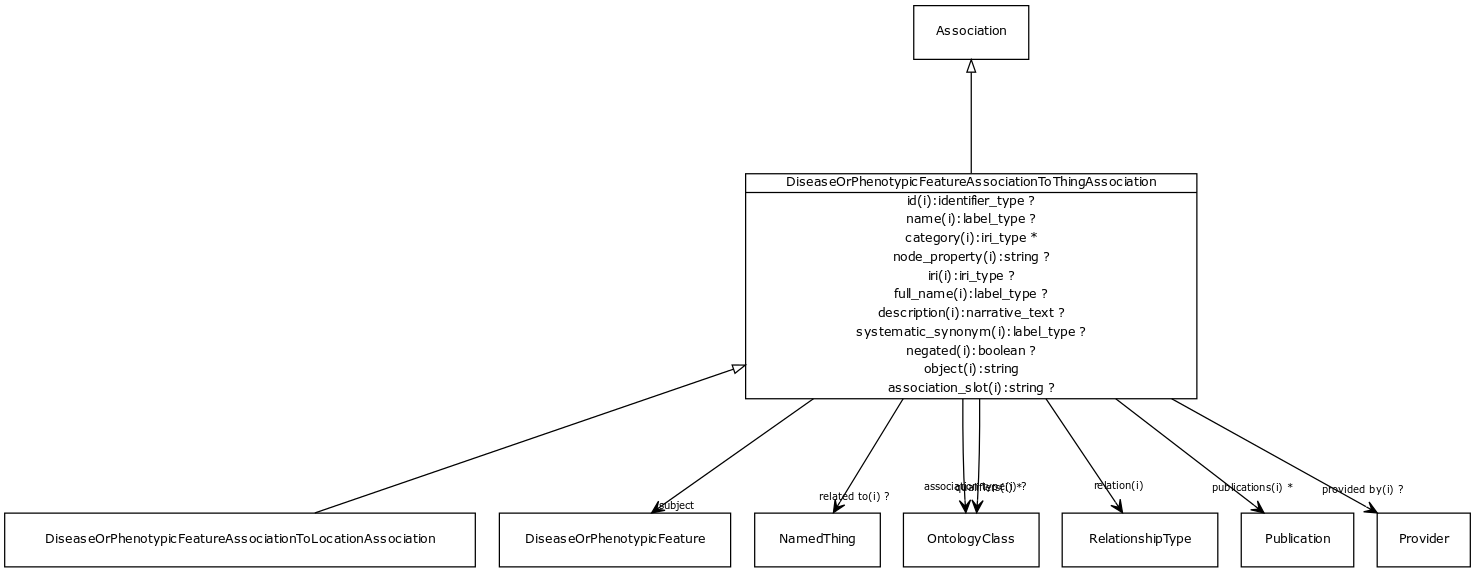 Association
DiseaseOrPhenotypicFeatureAssociationToThingAssociation
id(i):identifier_type ?
name(i):label_type ?
category(i):iri_type *
node_property(i):string ?
iri(i):iri_type ?
full_name(i):label_type ?
description(i):narrative_text ?
systematic_synonym(i):label_type ?
negated(i):boolean ?
object(i):string
association_slot(i):string ?
subject
related to(i) ?
association type(i) ?
qualifiers(i) *
relation(i)
publications(i) *
provided by(i) ?
DiseaseOrPhenotypicFeatureAssociationToLocationAssociation
DiseaseOrPhenotypicFeature
NamedThing
OntologyClass
RelationshipType
Publication
Provider